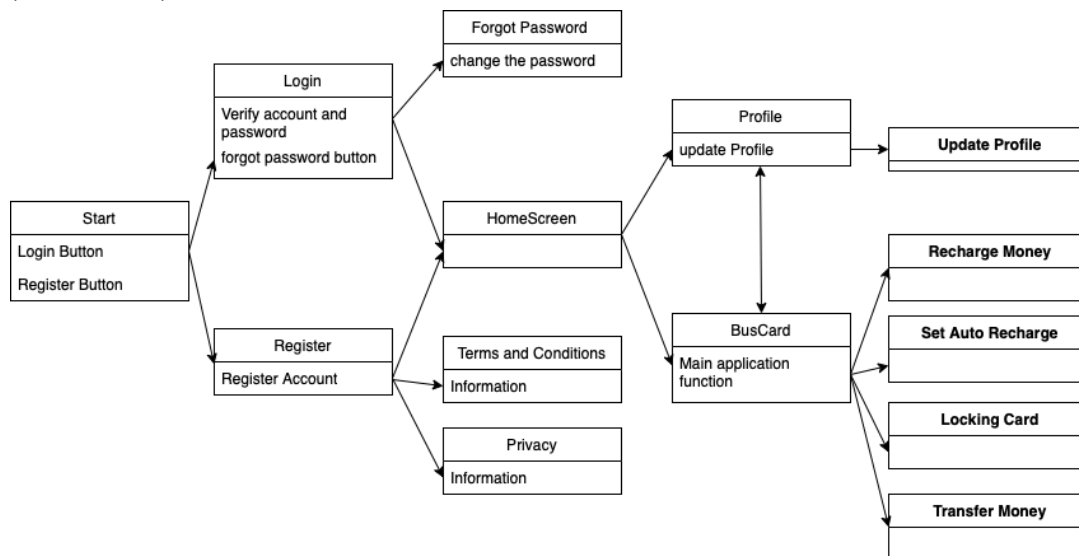 Forgot Password
change the password
Login
Verify account and
password
forgot password button
Profile
update Profile
Update Profile
Start
Login Button
Register Button
HomeScreen
Recharge Money
Register
Register Account
Terms and Conditions
Information
BusCard
Main application
function
Set Auto Recharge
Locking Card
Privacy
Information
Transfer Money